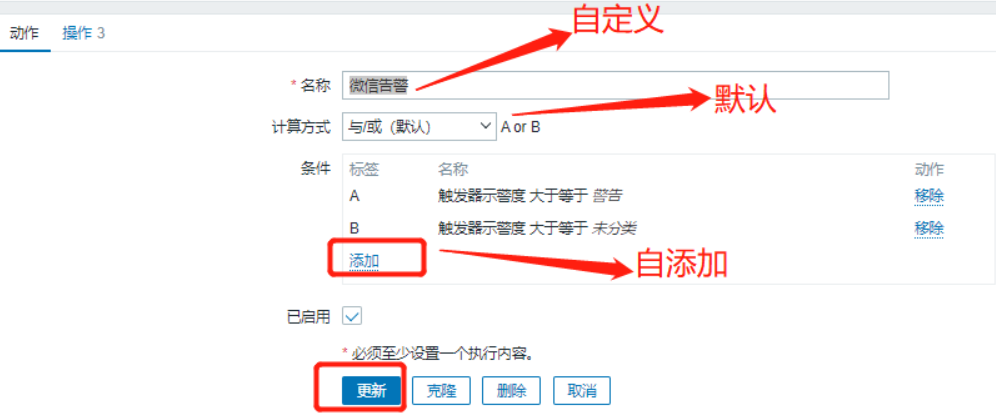 动作 操作 3
自定义
* 名称 微信告警
默认
计算方式 与/或（默认） A or B
条件 标签 名称 动作
A 触发器示警度 大于等于 警告 移除
B 触发器示警度 大于等于 未分类 移除
添加
自添加
已启用
* 必须至少设置一个执行内容。
更新 克隆 删除 取消